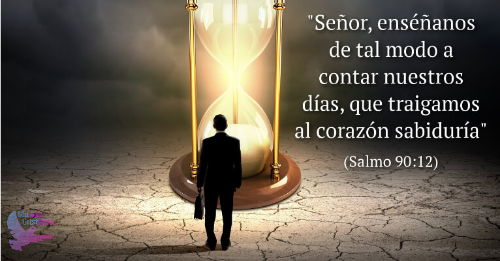 "Señor, enséñanos
de tal modo a
contar nuestros
días, que traigamos
al corazón sabiduría"
(Salmo 90:12)